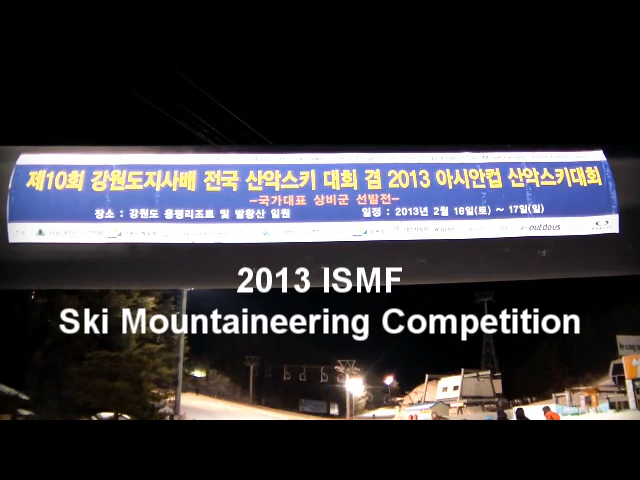 제10회 강원도지사배 전국 산악스키 대회 겸 2013 아시안컵 산악스키대회
-국가대표 상비군 선발전-
장소 : 강원도 용평리조트 및 발왕산 일원 일정 : 2013년 2월 16일(토) ~ 17일(일)
outdous
2013 ISMF
Ski Mountaineering Competition